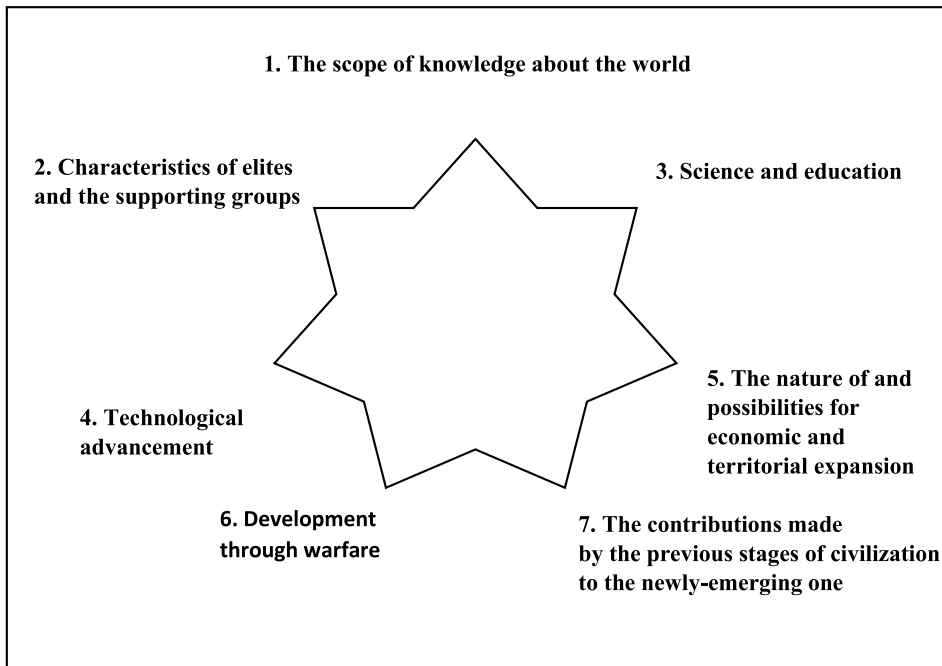 1. The scope of knowledge about the world
2. Characteristics of elites
and the supporting groups
3. Science and education
4. Technological
advancement
5. The nature of and
possibilities for
economic and
territorial expansion
6. Development
through warfare
7. The contributions made
by the previous stages of civilization
to the newly-emerging one